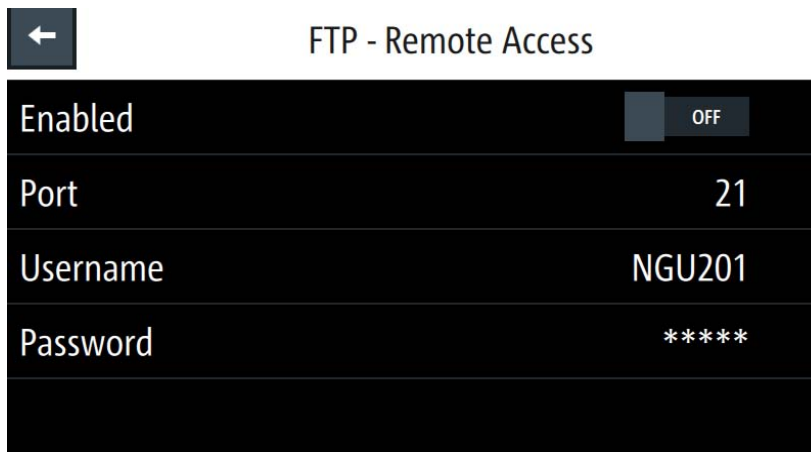 FTP - Remote Access
Enabled OFF
Port 21
Username NGU201
Password *****